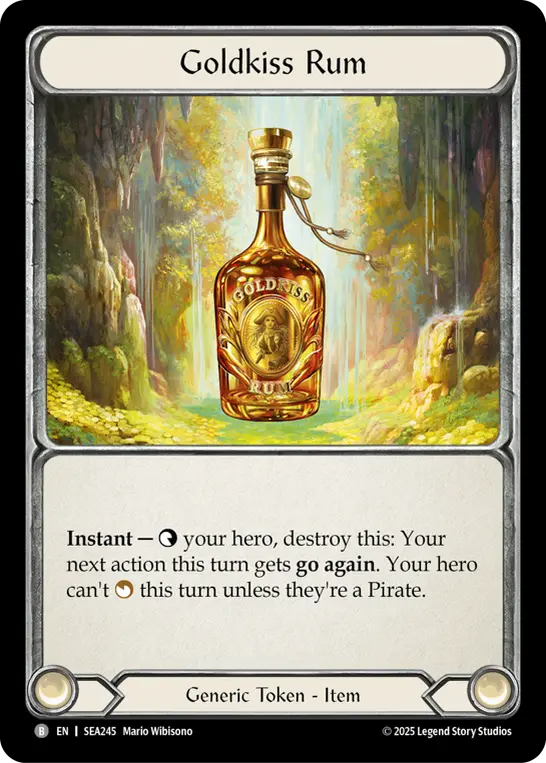 Goldkiss Rum
GOLDKISS
RUM
Instant — your hero, destroy this: Your
next action this turn gets go again. Your hero
can't this turn unless they're a Pirate.
Generic Token - Item
B EN | SEA245 Mario Wibisono © 2025 Legend Story Studios